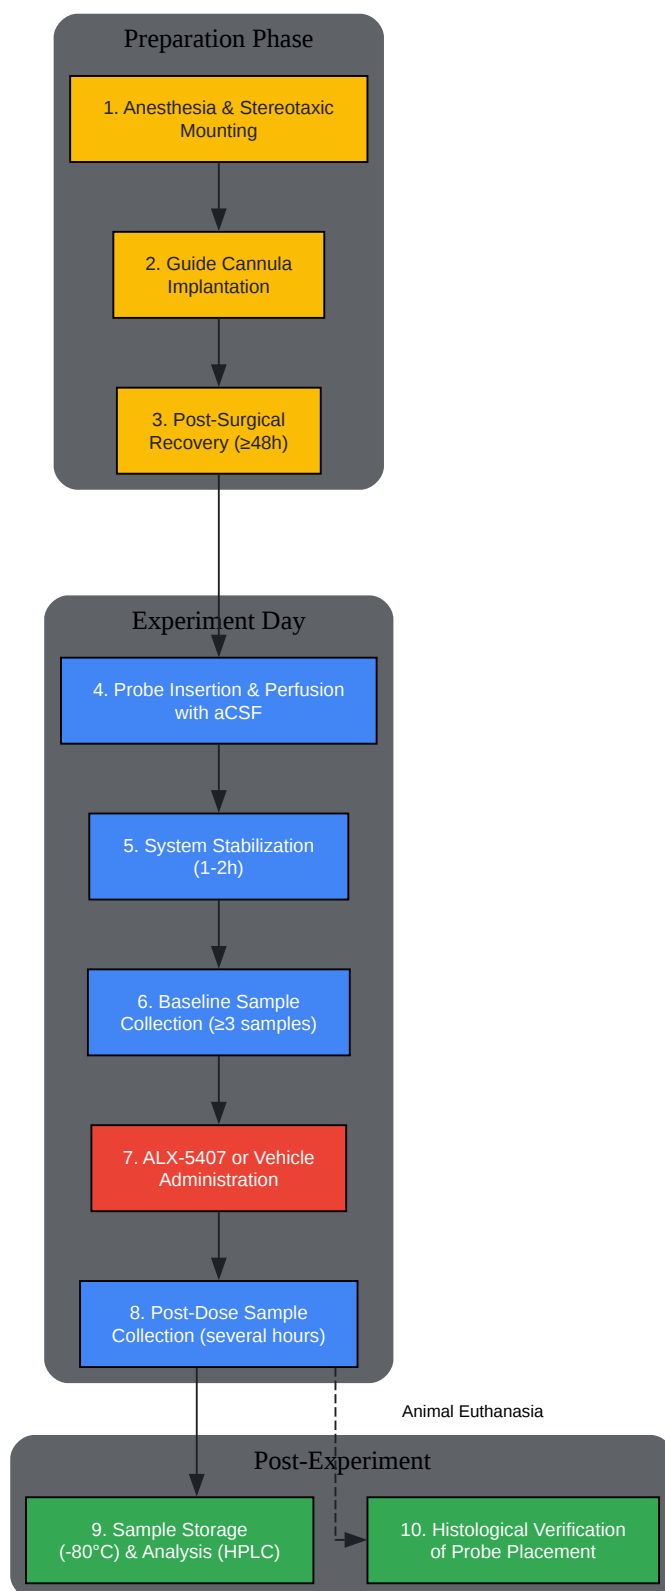 Preparation Phase
1. Anesthesia & Stereotaxic
Mounting
2. Guide Cannula
Implantation
3. Post-Surgical
Recovery (≥48h)
Experiment Day
4. Probe Insertion & Perfusion
with aCSF
5. System Stabilization
(1-2h)
6. Baseline Sample
Collection (≥3 samples)
7. ALX-5407 or Vehicle
Administration
8. Post-Dose Sample
Collection (several hours)
Animal Euthanasia
Post-Experiment
9. Sample Storage
(-80°C) & Analysis (HPLC)
10. Histological Verification
of Probe Placement